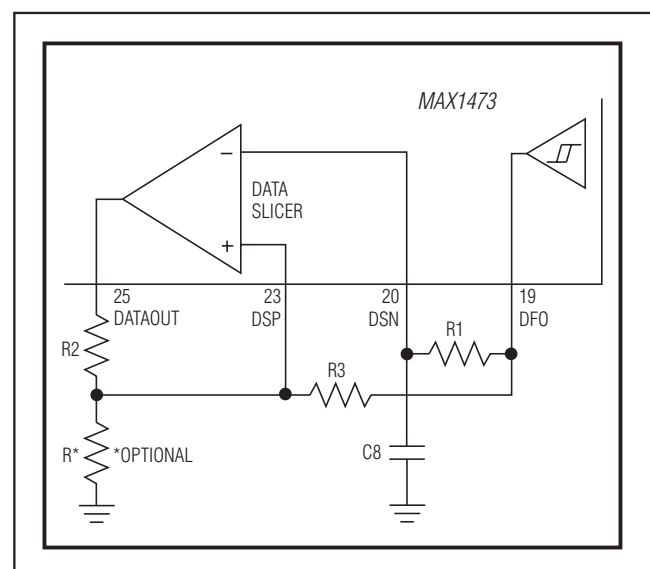 MAX1473
−
DATA
SLICER
+
25
DATAOUT
23
DSP
20
DSN
19
DFO
R1
R2
R3
R*
*OPTIONAL
C8